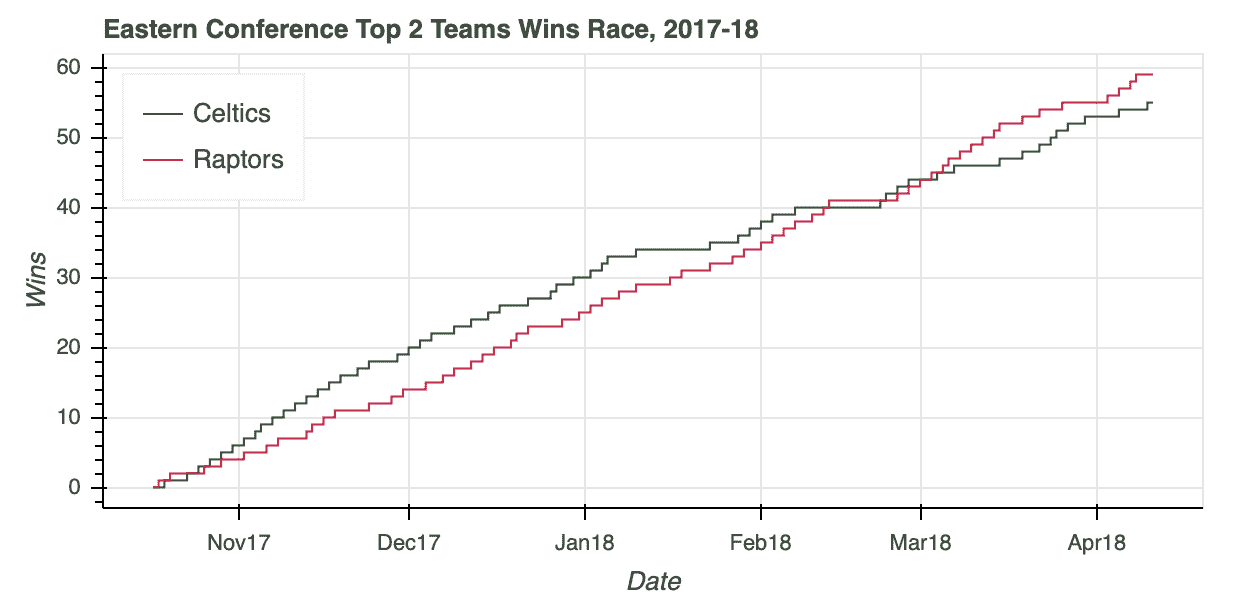 Eastern Conference Top 2 Teams Wins Race, 2017-18
Celtics
Raptors
Wins
60
50
40
30
20
10
0
Nov17 Dec17 Jan18 Feb18 Mar18 Apr18
Date